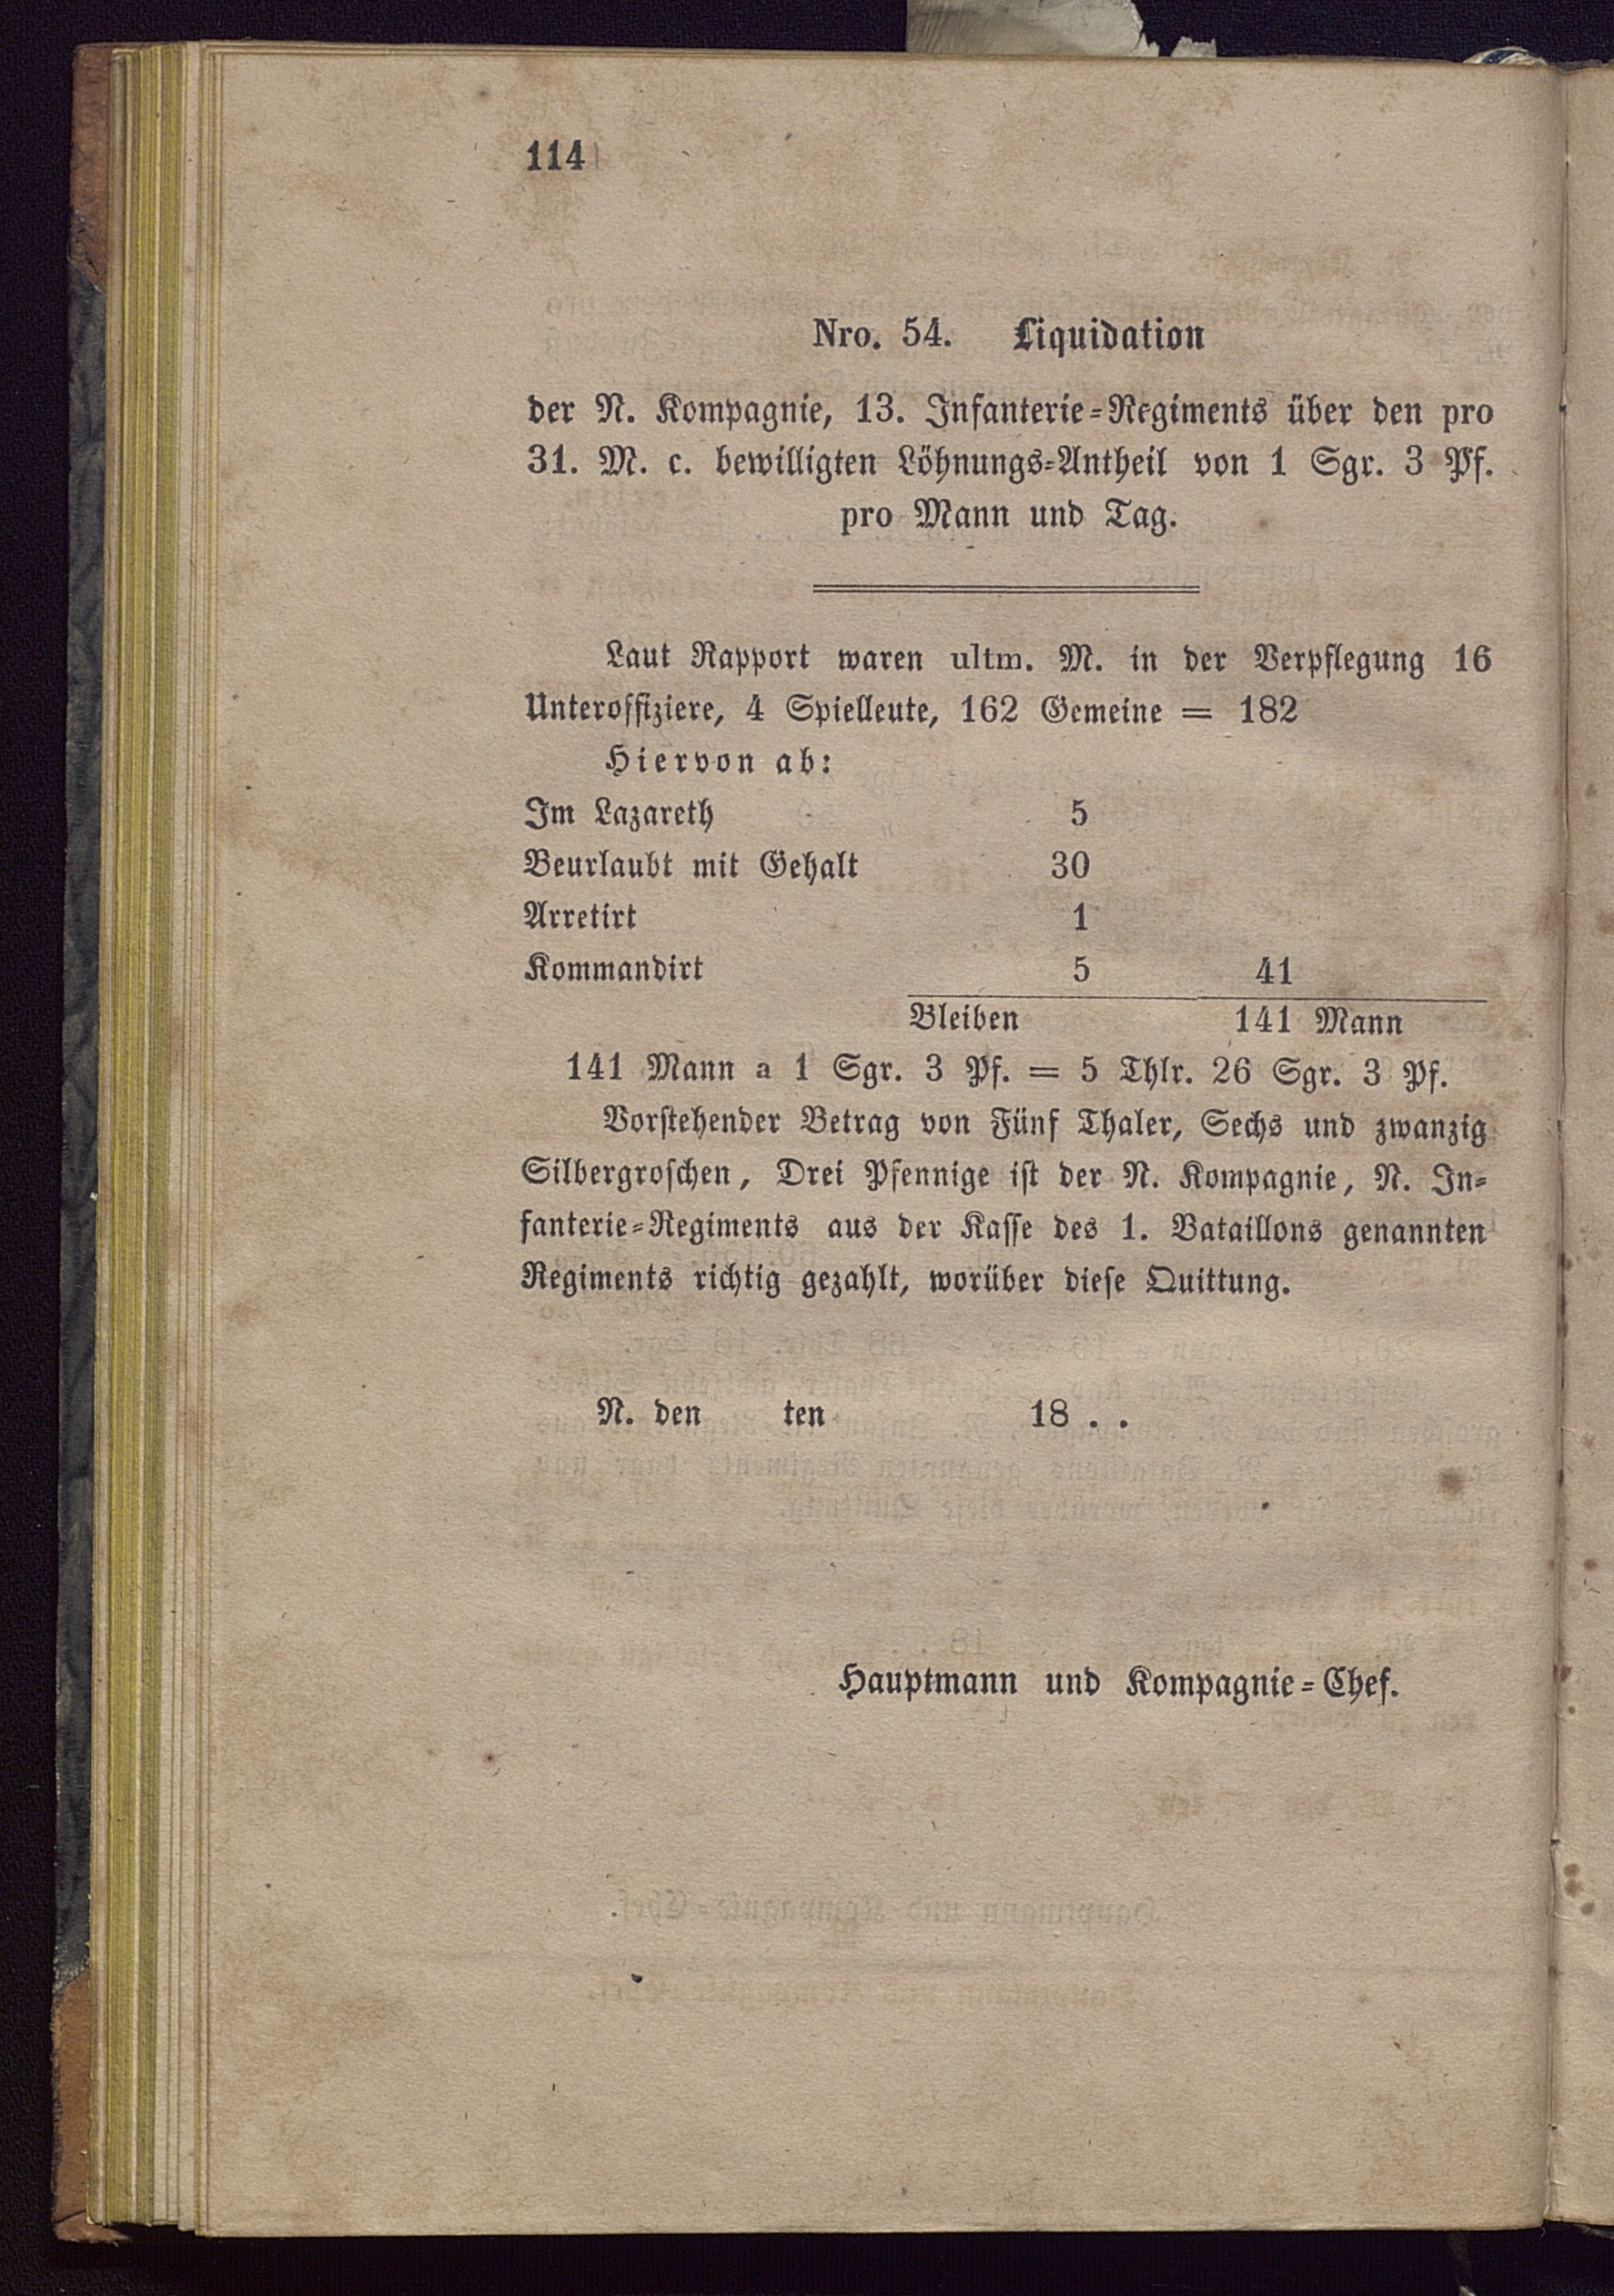 114
Nro. 54. Liquidation
der N. Kompagnie, 13. Infanterie-Regiments über den pro
31. M. c. bewilligten Löhnungs-Antheil von 1 Sgr. 3 Pf.
pro Mann und Tag.
Laut Rapport waren ultm. M. in der Verpflegung 16
Unteroffiziere, 4 Spielleute, 162 Gemeine = 182
Hiervon ab:
Im Lazareth 5
Beurlaubt mit Gehalt 30
Arretirt 1
Kommandirt 5 41
Bleiben 141 Mann
141 Mann a 1 Sgr. 3 Pf. = 5 Thlr. 26 Sgr. 3 Pf.
Vorstehender Betrag von Fünf Thaler, Sechs und zwanzig
Silbergroschen, Drei Pfennige ist der N. Kompagnie, N. In-
fanterie-Regiments aus der Kasse des 1. Bataillons genannten
Regiments richtig gezahlt, worüber diese Quittung.
N. den ten 18 . .
Hauptmann und Kompagnie-Chef.